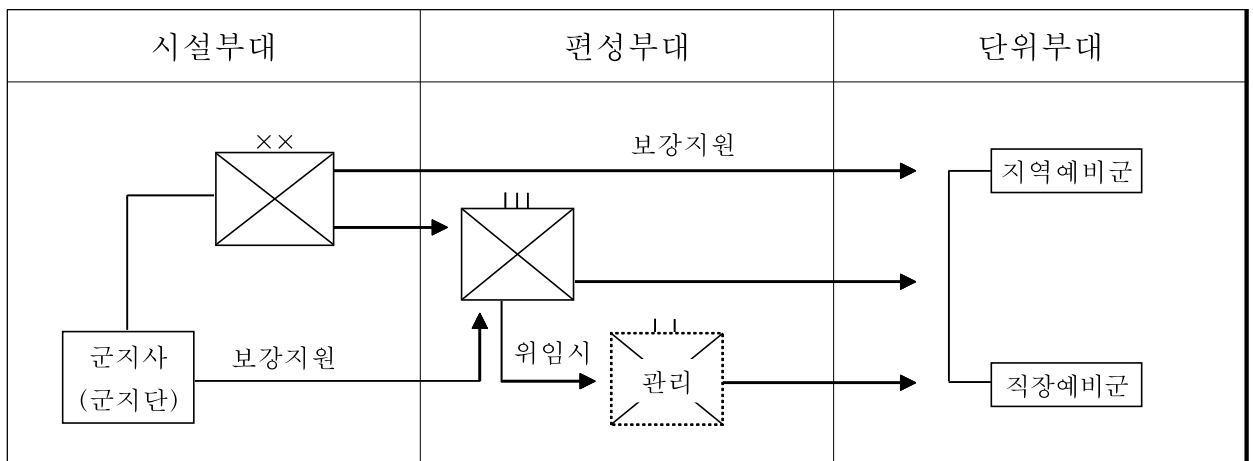 시설부대
편성부대
단위부대
××
보강지원
지역예비군
군지사
(군지단)
보강지원
위임시
관리
직장예비군